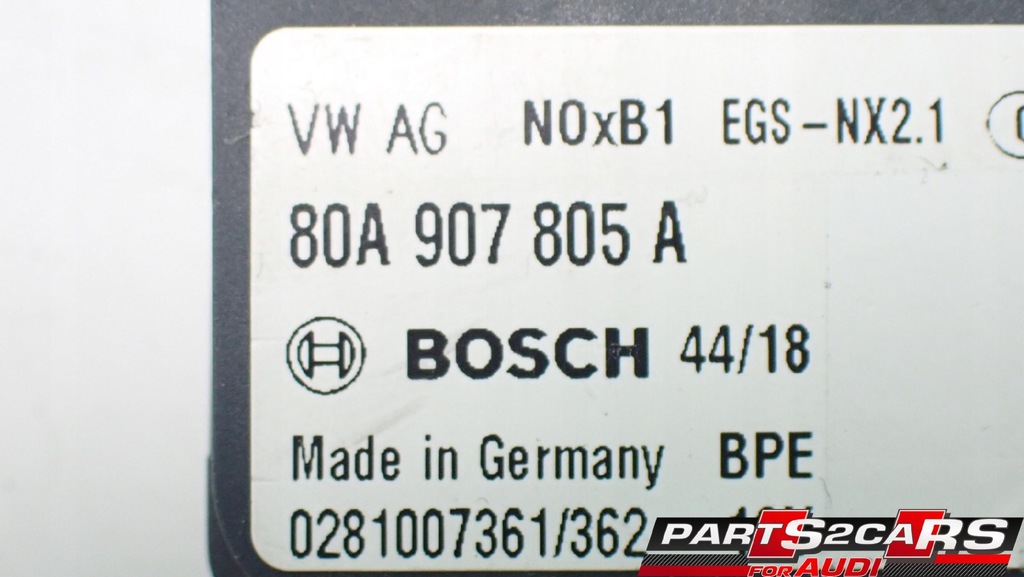 VW AG NOxB1 EGS-NX2.1
80A 907 805 A
BOSCH 44/18
Made in Germany BPE
0281007361/362
PARTS2CARS
FOR AUDI